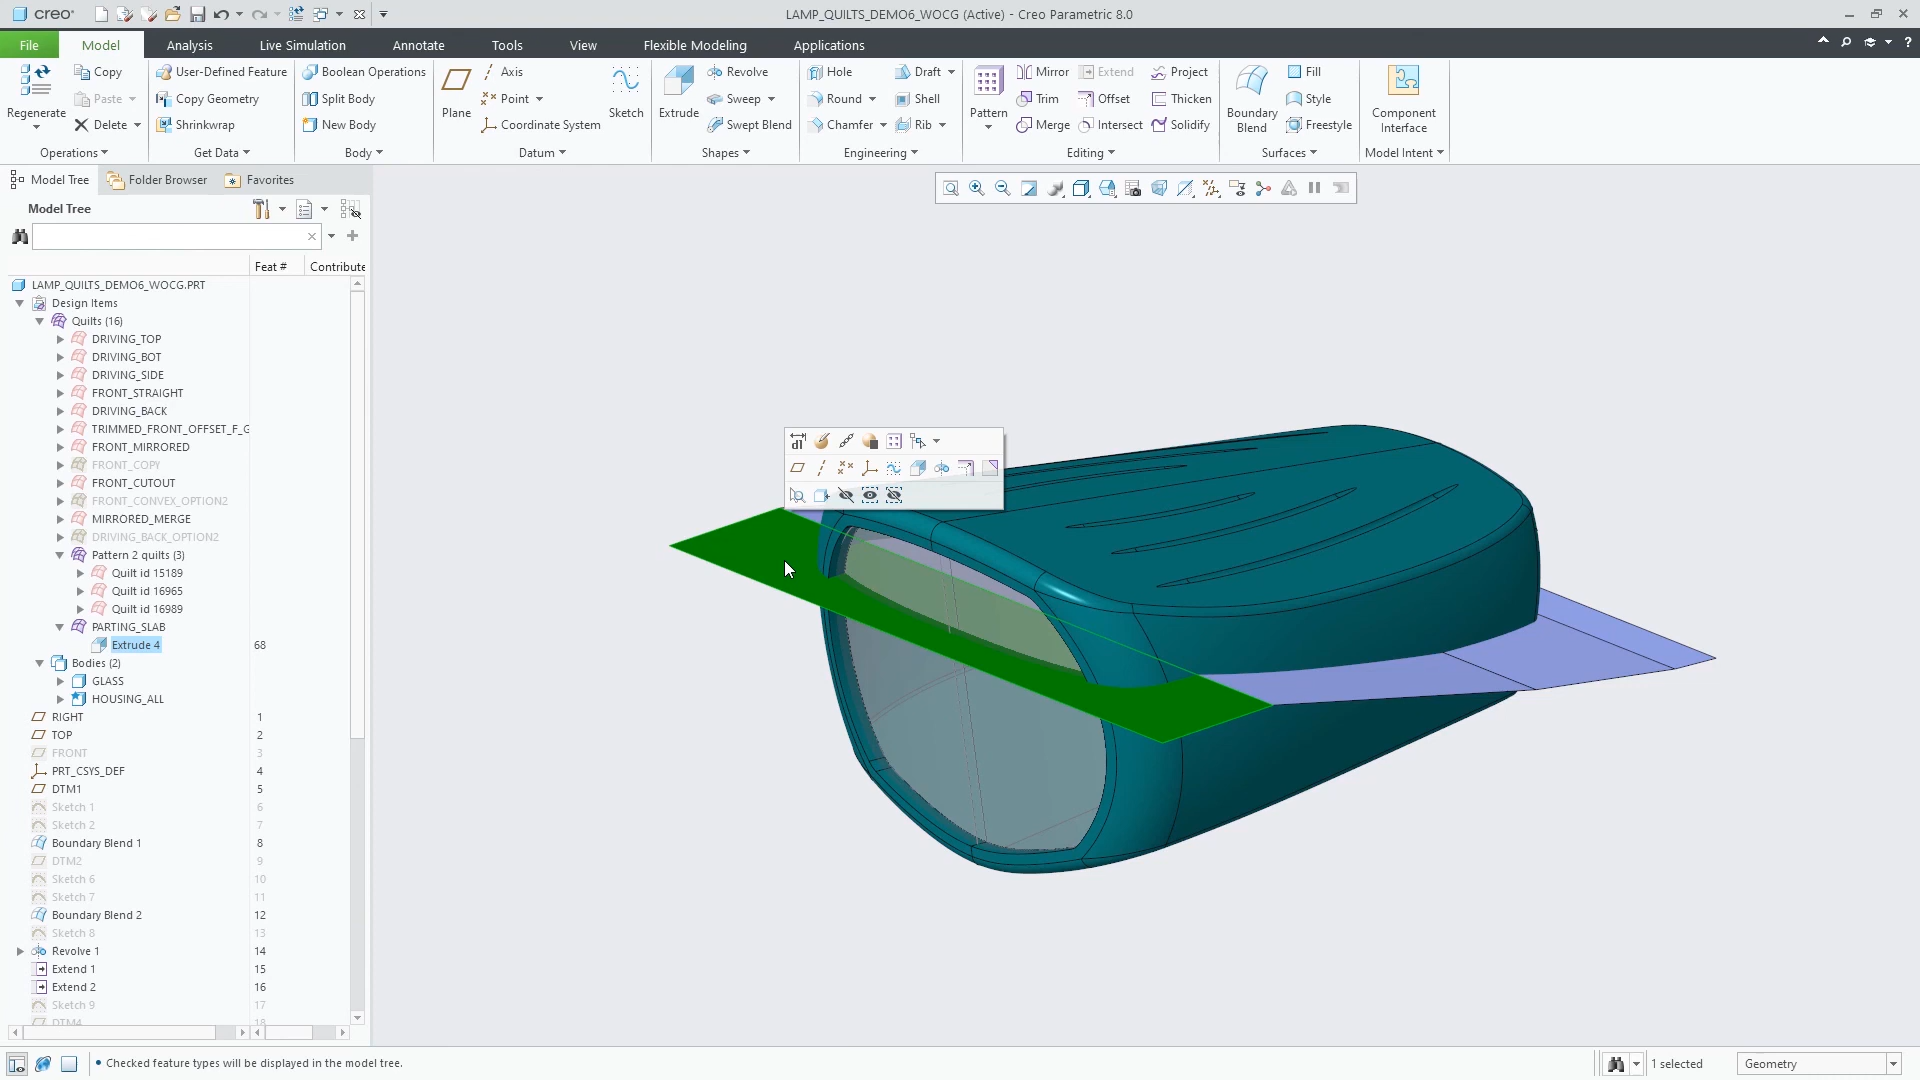 creo
LAMP_QUILTS_DEMO6_WOCG (Active) - Creo Parametric 8.0
File
Model
Analysis
Live Simulation
Annotate
Tools
View
Flexible Modeling
Applications
Regenerate
Copy
Paste
Delete
Operations
User-Defined Feature
Copy Geometry
Shrinkwrap
Get Data
Boolean Operations
Split Body
New Body
Body
Plane
Axis
Point
Coordinate System
Sketch
Datum
Extrude
Revolve
Sweep
Swept Blend
Shapes
Hole
Round
Chamfer
Draft
Shell
Rib
Engineering
Pattern
Mirror
Trim
Merge
Extend
Offset
Intersect
Project
Thicken
Solidify
Editing
Boundary Blend
Fill
Style
Freestyle
Surfaces
Component Interface
Model Intent
Model Tree
Folder Browser
Favorites
Model Tree
Feat #
Contribute
LAMP_QUILTS_DEMO6_WOCG.PRT
Design Items
Quilts (16)
DRIVING_TOP
DRIVING_BOT
DRIVING_SIDE
FRONT_STRAIGHT
DRIVING_BACK
TRIMMED_FRONT_OFFSET_F_G
FRONT_MIRRORED
FRONT_COPY
FRONT_CUTOUT
FRONT_CONVEX_OPTION2
MIRRORED_MERGE
DRIVING_BACK_OPTION2
Pattern 2 quilts (3)
Quilt id 15189
Quilt id 16965
Quilt id 16989
PARTING_SLAB
Extrude 4 68
Bodies (2)
GLASS
HOUSING_ALL
RIGHT 1
TOP 2
FRONT 3
PRT_CSYS_DEF 4
DTM1 5
Sketch 1 6
Sketch 2 7
Boundary Blend 1 8
DTM2 9
Sketch 6 10
Sketch 7 11
Boundary Blend 2 12
Sketch 8 13
Revolve 1 14
Extend 1 15
Extend 2 16
Sketch 9 17
DTM4 18
• Checked feature types will be displayed in the model tree.
1 selected
Geometry